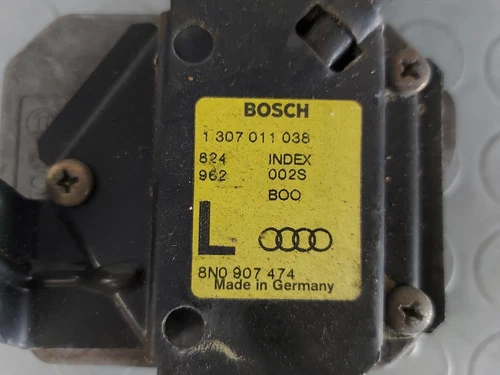 BOSCH
1 307 011 038
824 INDEX
962 002S
BOO
L
8N0 907 474
Made in Germany